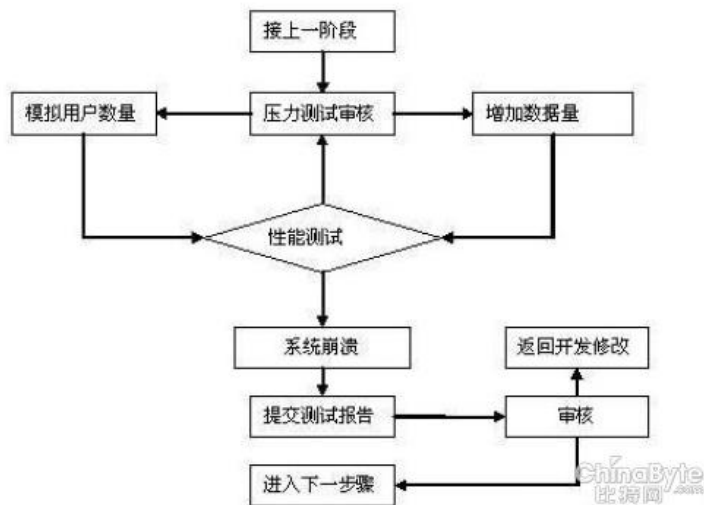 接上一阶段
模拟用户数量
压力测试审核
增加数据量
性能测试
系统崩溃
返回开发修改
提交测试报告
审核
进入下一步骤
ChinaByte
比特网.com